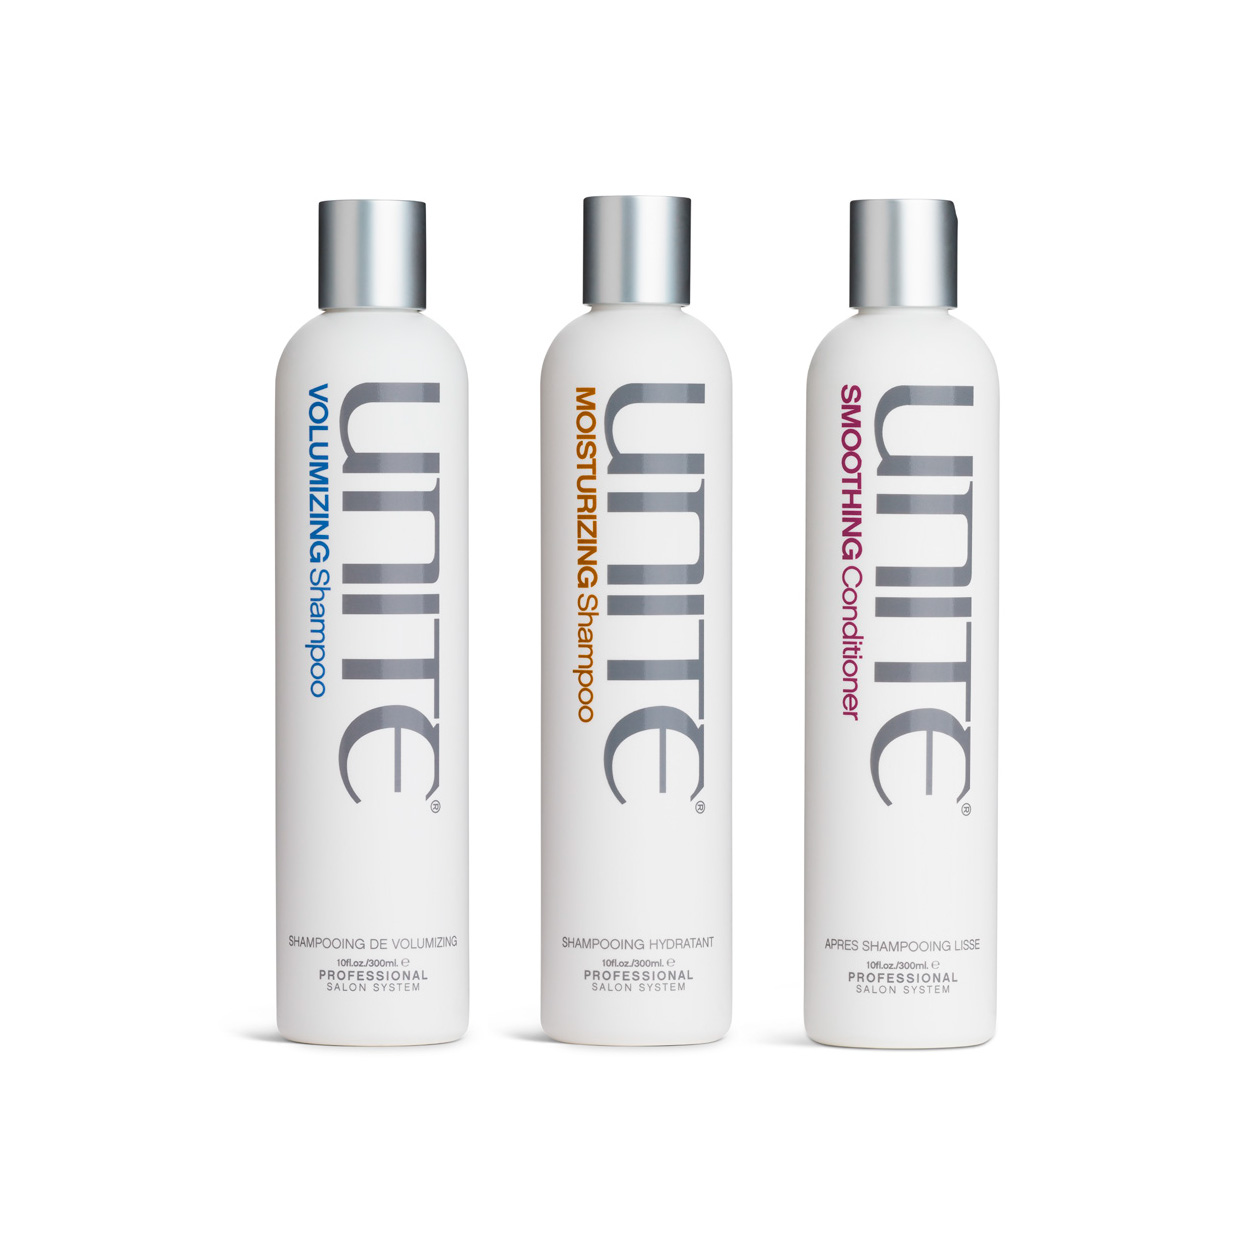 UNITE®
VOLUMIZING Shampoo
SHAMPOOING DE VOLUMIZING
10fl.oz./300ml. ℮
PROFESSIONAL
SALON SYSTEM
UNITE®
MOISTURIZING Shampoo
SHAMPOOING HYDRATANT
10fl.oz./300ml. ℮
PROFESSIONAL
SALON SYSTEM
UNITE®
SMOOTHING Conditioner
APRES SHAMPOOING LISSE
10fl.oz./300ml. ℮
PROFESSIONAL
SALON SYSTEM